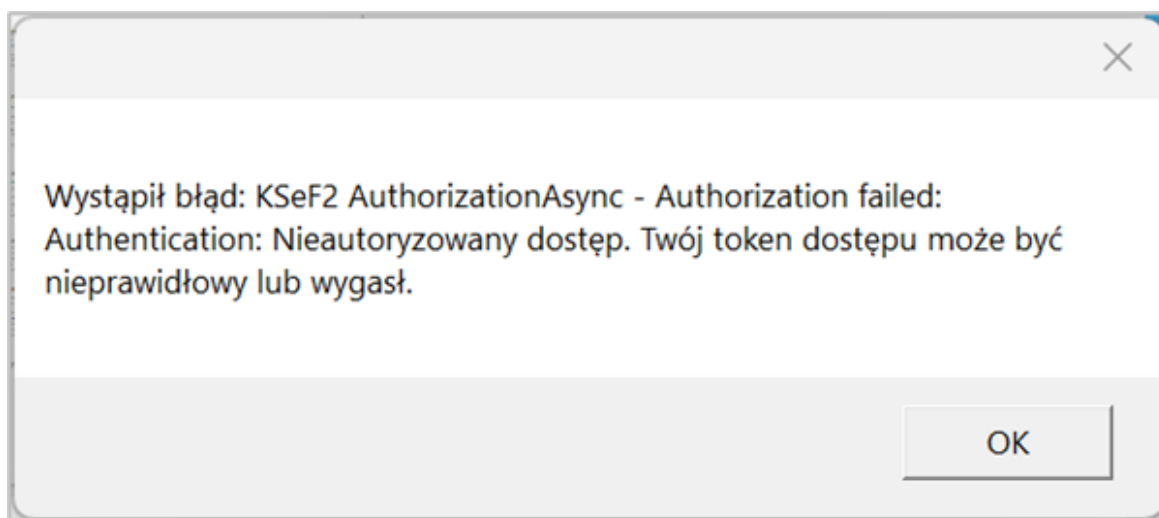 Wystąpił błąd: KSeF2 AuthorizationAsync - Authorization failed:
Authentication: Nieautoryzowany dostęp. Twój token dostępu może być
nieprawidłowy lub wygasł.
OK